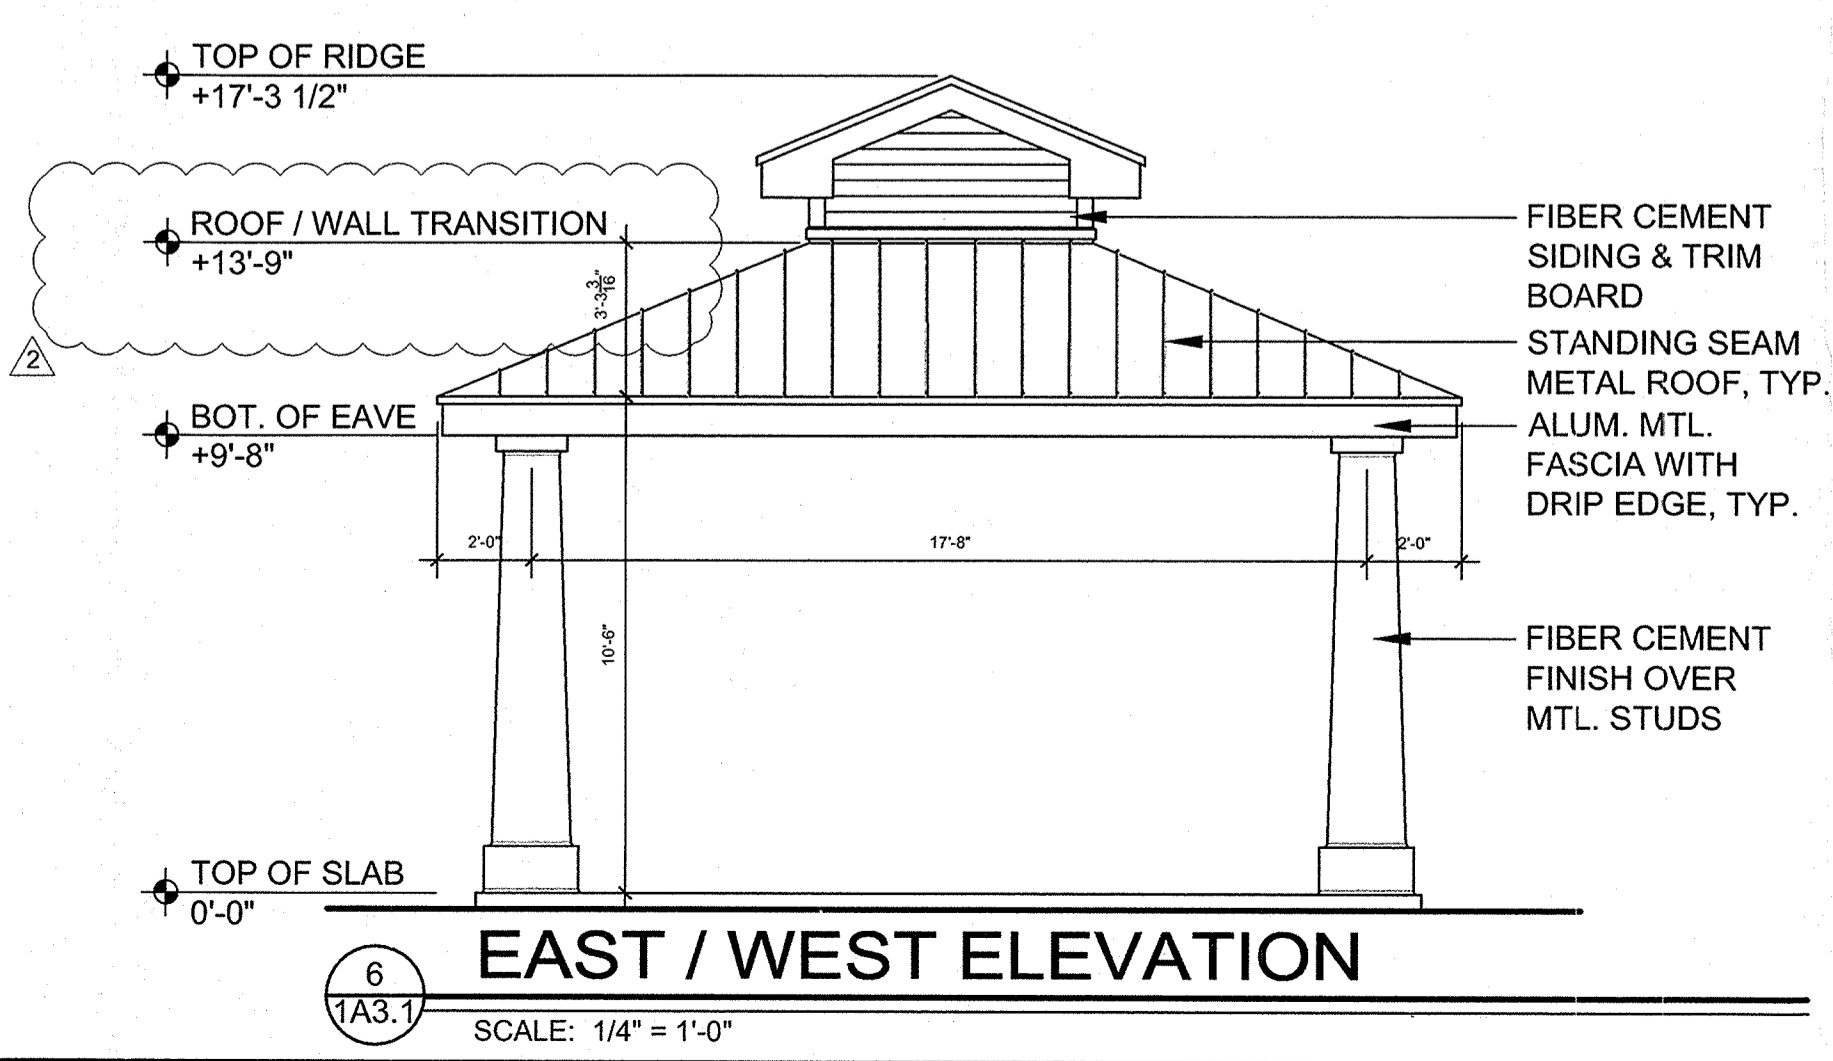 TOP OF RIDGE
+17'-3 1/2"
ROOF / WALL TRANSITION
+13'-9"
3'-3 3/16"
2
BOT. OF EAVE
+9'-8"
FIBER CEMENT
SIDING & TRIM
BOARD
STANDING SEAM
METAL ROOF, TYP.
ALUM. MTL.
FASCIA WITH
DRIP EDGE, TYP.
2'-0"
17'-8"
2'-0"
10'-6"
FIBER CEMENT
FINISH OVER
MTL. STUDS
TOP OF SLAB
0'-0"
6
1A3.1
EAST / WEST ELEVATION
SCALE: 1/4" = 1'-0"